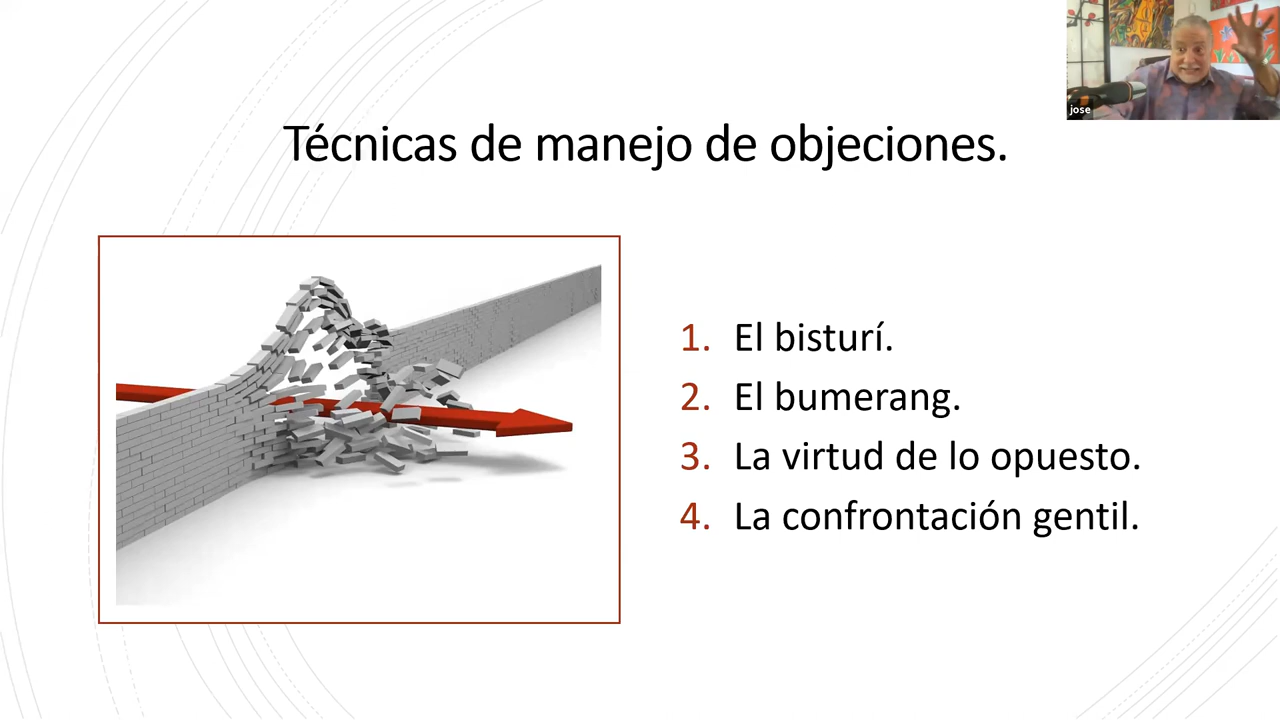 jose
Técnicas de manejo de objeciones.
1. El bisturí.
2. El bumerang.
3. La virtud de lo opuesto.
4. La confrontación gentil.